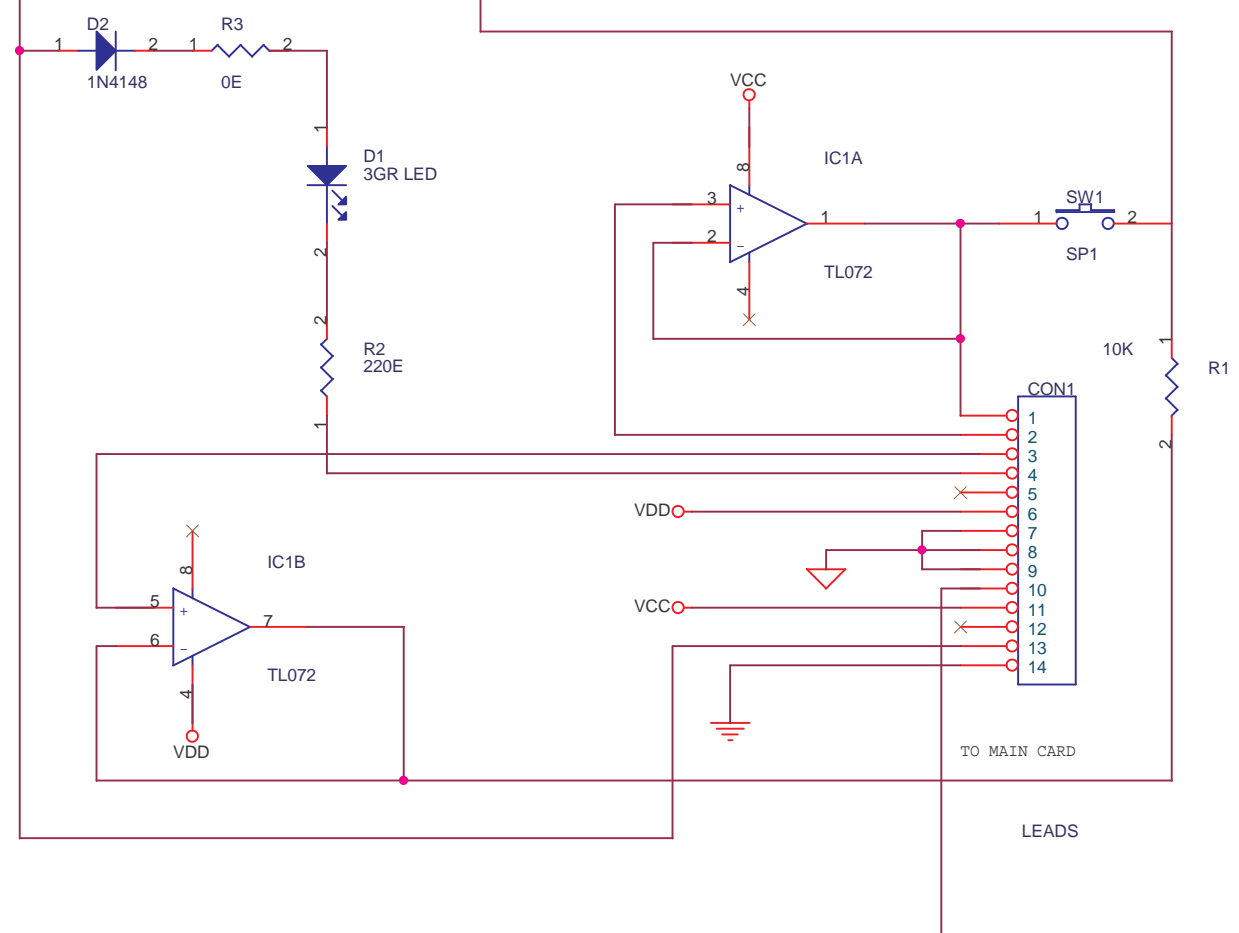 D2
R3
1
2
1
2
1N4148
0E
VCC
1
D1
3GR LED
IC1A
8
3
+
1
2
−
SW1
1
2
SP1
2
TL072
4
2
R2
220E
1
10K
1
R1
2
CON1
1
2
3
4
5
VDD
6
7
8
9
10
VCC
11
12
13
14
IC1B
8
5
+
7
6
−
TL072
4
VDD
TO MAIN CARD
LEADS